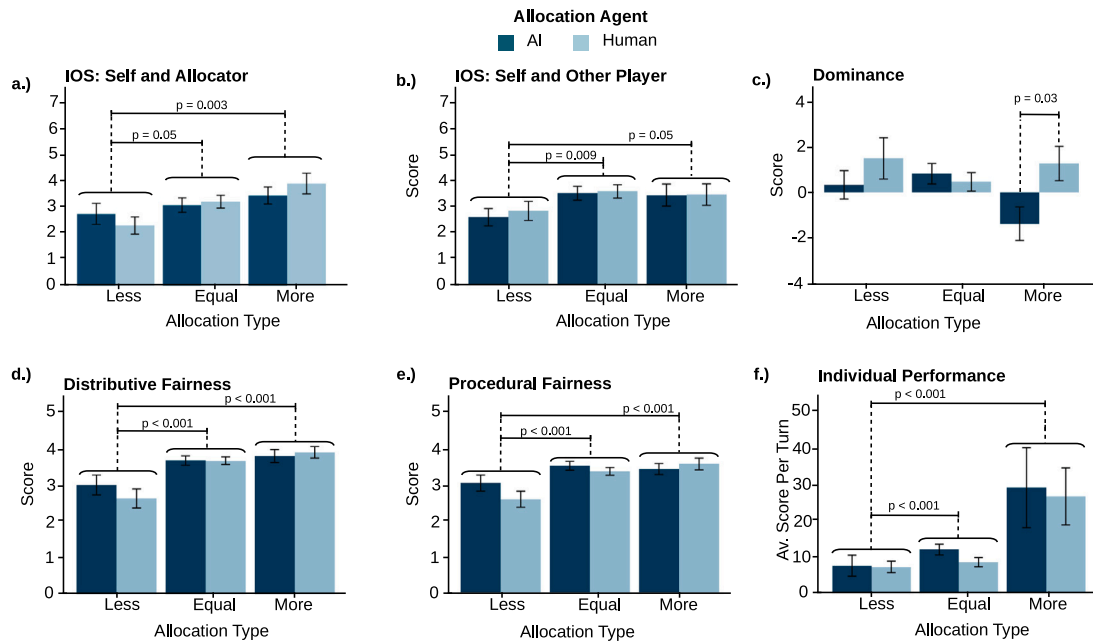 Allocation Agent
AI Human
a.) IOS: Self and Allocator
Score
7
6
5
4
3
2
1
0
p = 0.003
p = 0.05
Less Equal More
Allocation Type
b.) IOS: Self and Other Player
Score
7
6
5
4
3
2
1
0
p = 0.05
p = 0.009
Less Equal More
Allocation Type
c.) Dominance
Score
4
2
0
-2
-4
p = 0.03
Less Equal More
Allocation Type
d.) Distributive Fairness
Score
5
4
3
2
1
0
p < 0.001
p < 0.001
Less Equal More
Allocation Type
e.) Procedural Fairness
Score
5
4
3
2
1
0
p < 0.001
p < 0.001
Less Equal More
Allocation Type
f.) Individual Performance
Av. Score Per Turn
50
40
30
20
10
0
p < 0.001
p < 0.001
Less Equal More
Allocation Type